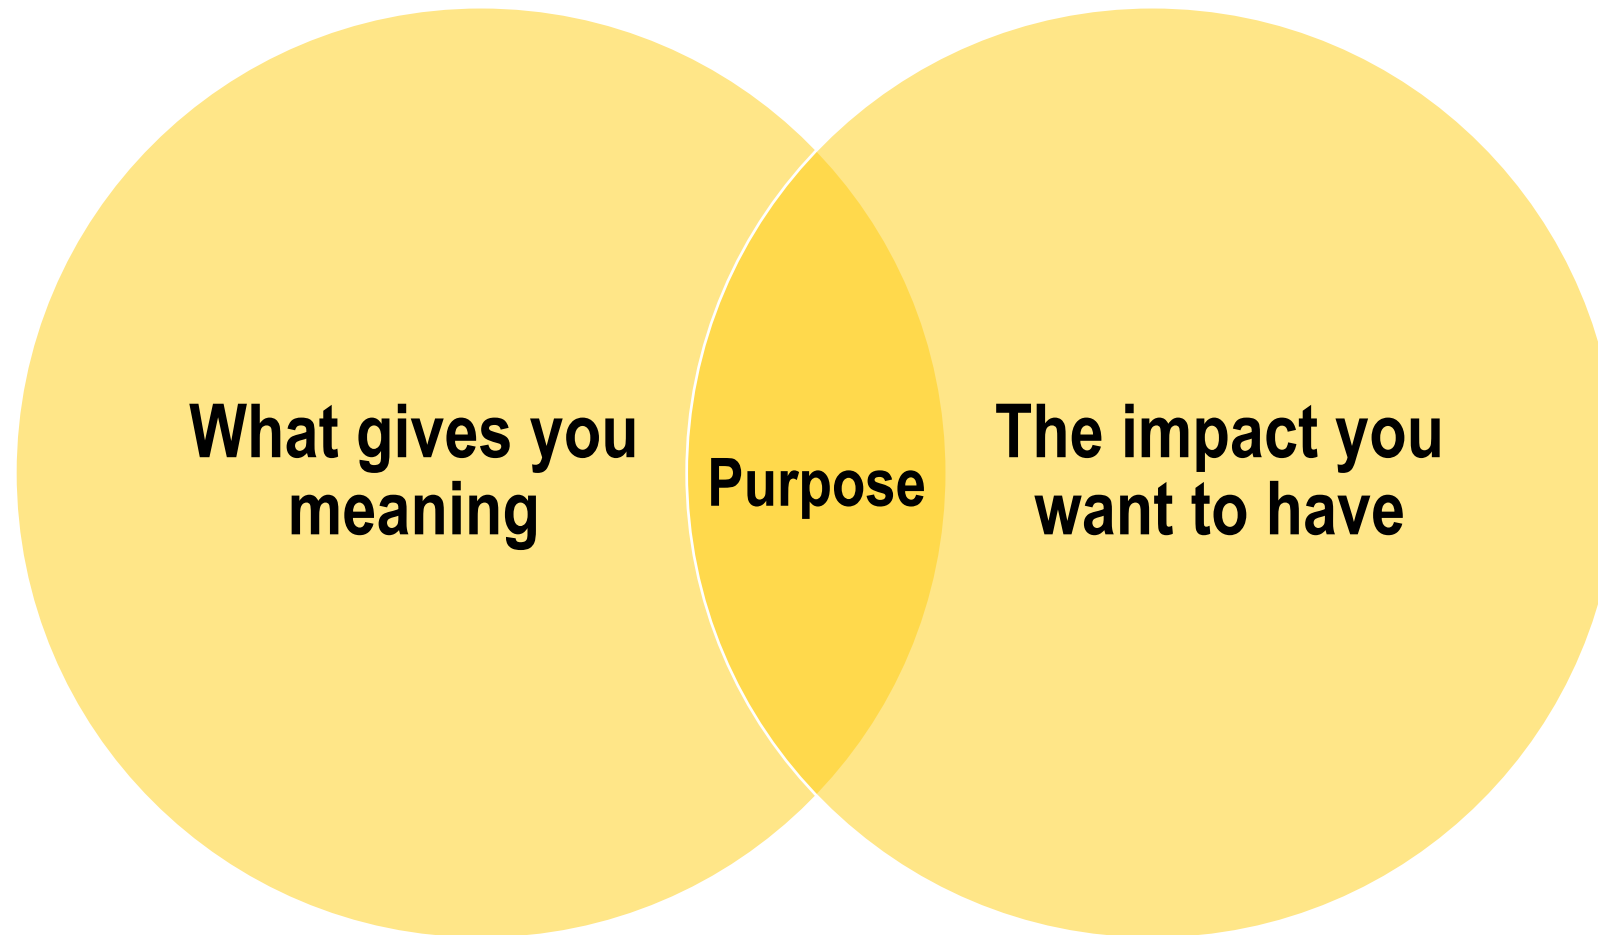 What gives you
meaning
Purpose
The impact you
want to have